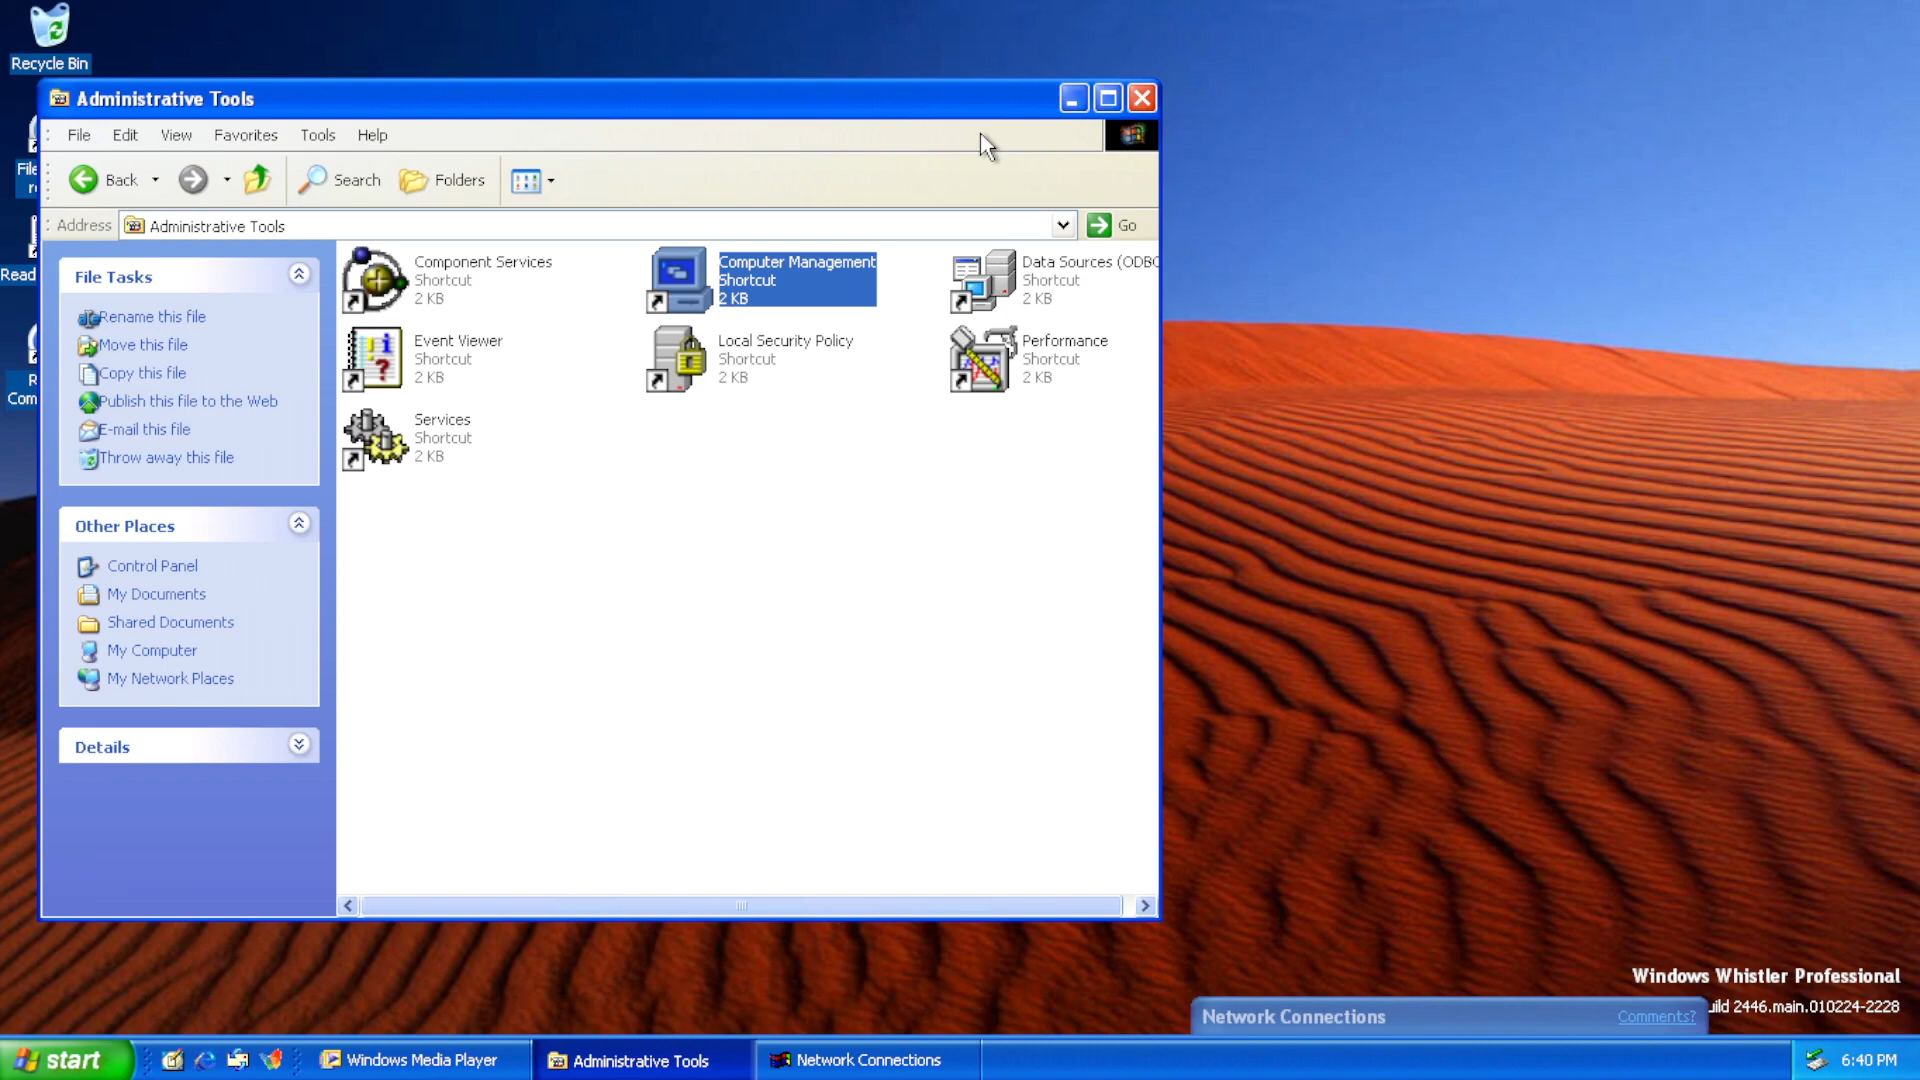 Recycle Bin
Administrative Tools
File Edit View Favorites Tools Help
Back Search Folders
Address Administrative Tools Go
File Tasks
Rename this file
Move this file
Copy this file
Publish this file to the Web
E-mail this file
Throw away this file
Other Places
Control Panel
My Documents
Shared Documents
My Computer
My Network Places
Details
Component Services
Shortcut
2 KB
Computer Management
Shortcut
2 KB
Data Sources (ODBC
Shortcut
2 KB
Event Viewer
Shortcut
2 KB
Local Security Policy
Shortcut
2 KB
Performance
Shortcut
2 KB
Services
Shortcut
2 KB
File
Read
R
Com
Windows Whistler Professional
uild 2446.main.010224-2228
Network Connections Comments?
start Windows Media Player Administrative Tools Network Connections 6:40 PM